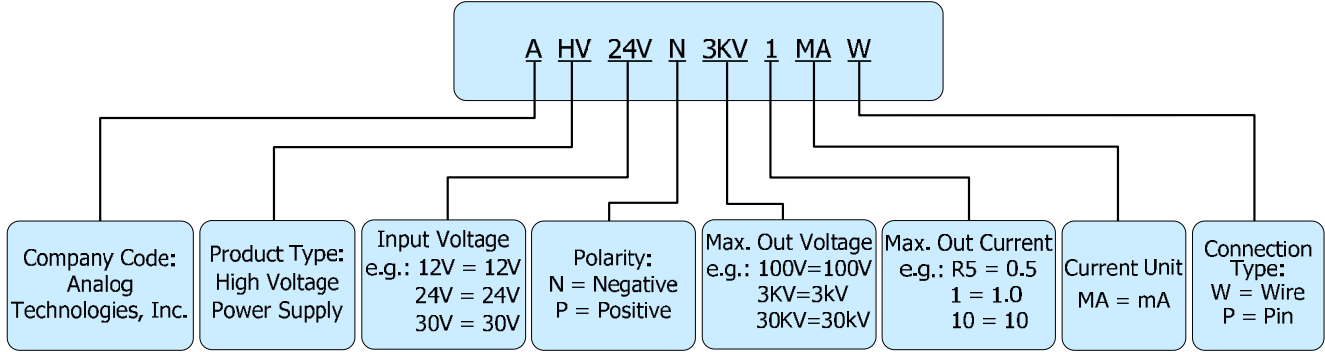 A HV 24V N 3KV 1 MA W
Company Code:
Analog
Technologies, Inc.
Product Type:
High Voltage
Power Supply
Input Voltage
e.g.: 12V = 12V
24V = 24V
30V = 30V
Polarity:
N = Negative
P = Positive
Max. Out Voltage
e.g.: 100V=100V
3KV=3kV
30KV=30kV
Max. Out Current
e.g.: R5 = 0.5
1 = 1.0
10 = 10
Current Unit
MA = mA
Connection
Type:
W = Wire
P = Pin